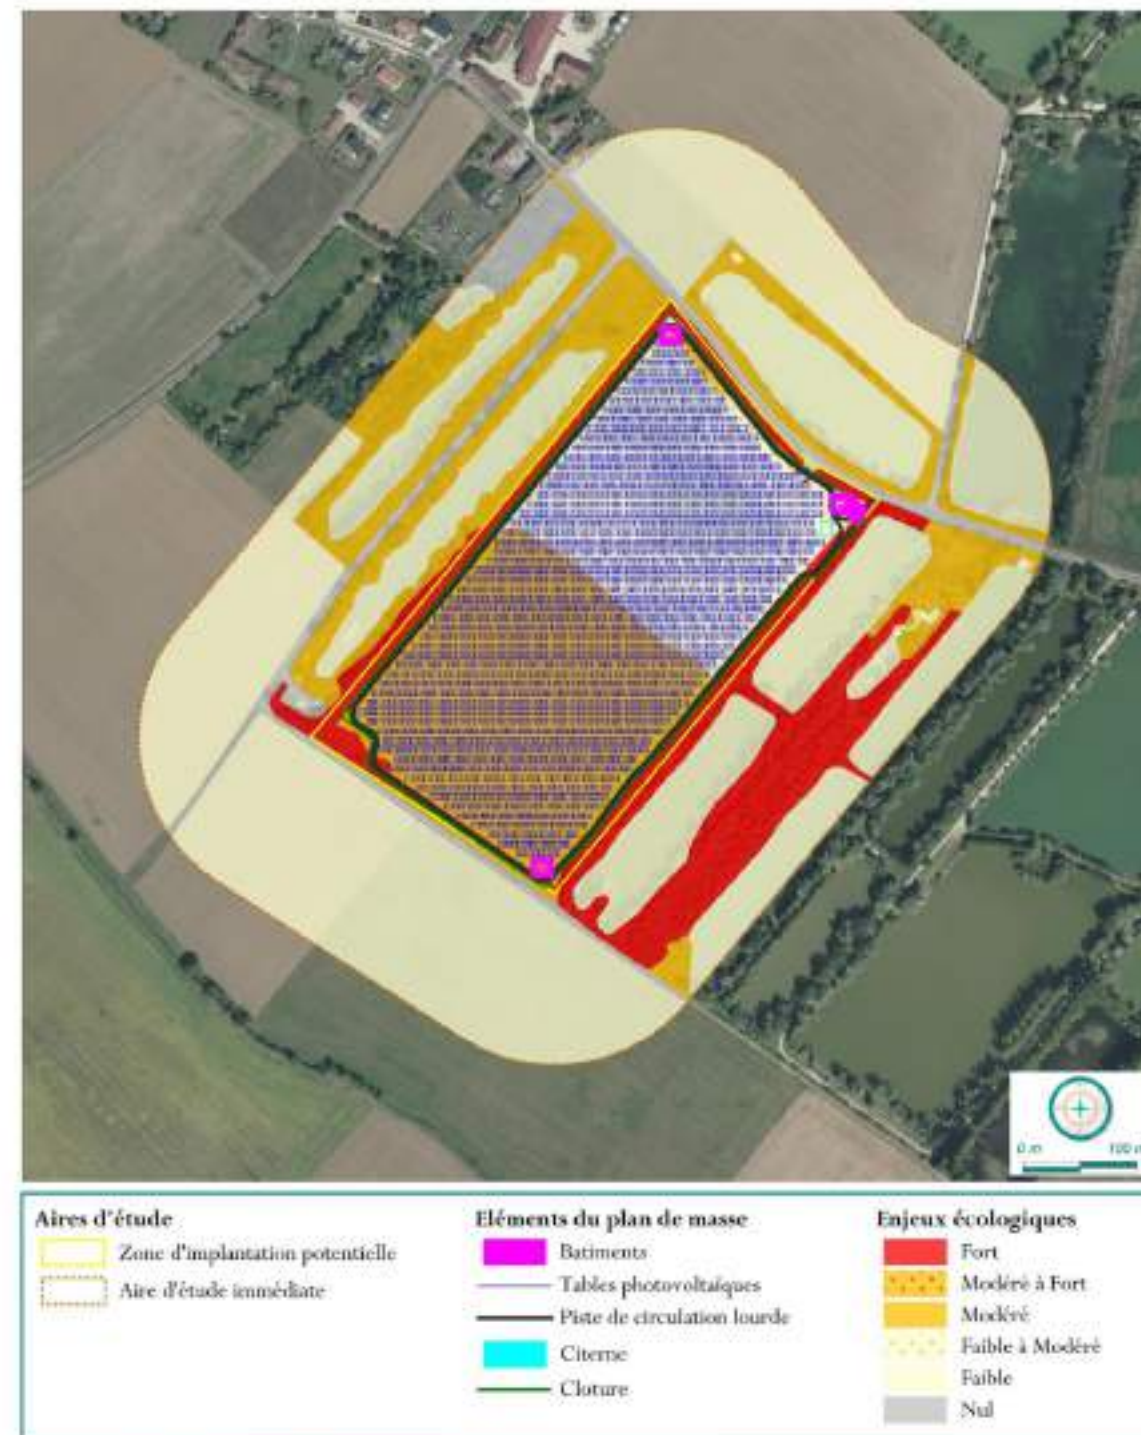 0 m 100 m
Aires d'étude
Zone d'implantation potentielle
Aire d'étude immédiate
Eléments du plan de masse
Batiments
Tables photovoltaïques
Piste de circulation lourde
Citerne
Cloture
Enjeux écologiques
Fort
Modéré à Fort
Modéré
Faible à Modéré
Faible
Nul